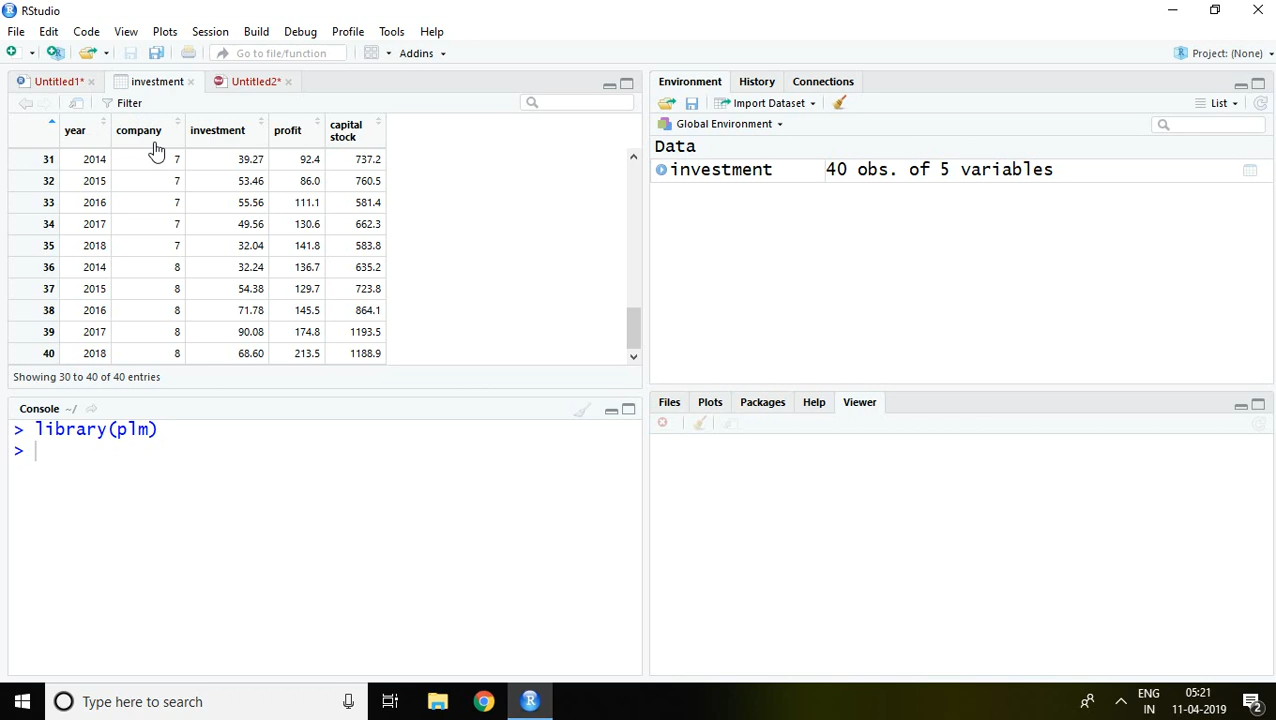 RStudio
File Edit Code View Plots Session Build Debug Profile Tools Help
Go to file/function Addins Project: (None)
Untitled1* investment Untitled2*
Filter
year company investment profit capital stock
31 2014 7 39.27 92.4 737.2
32 2015 7 53.46 86.0 760.5
33 2016 7 55.56 111.1 581.4
34 2017 7 49.56 130.6 662.3
35 2018 7 32.04 141.8 583.8
36 2014 8 32.24 136.7 635.2
37 2015 8 54.38 129.7 723.8
38 2016 8 71.78 145.5 864.1
39 2017 8 90.08 174.8 1193.5
40 2018 8 68.60 213.5 1188.9
Showing 30 to 40 of 40 entries
Console ~/
> library(plm)
>
Environment History Connections
Import Dataset List
Global Environment
Data
investment 40 obs. of 5 variables
Files Plots Packages Help Viewer
Type here to search
ENG
IN
05:21
11-04-2019
2